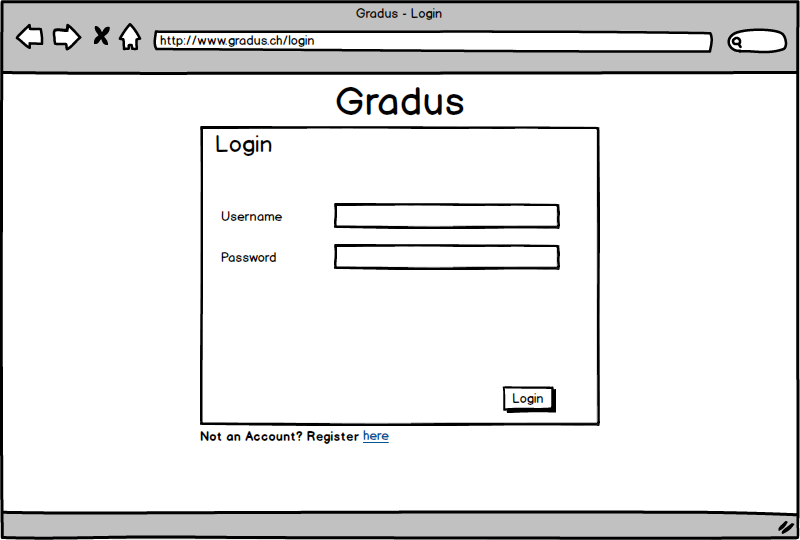 Gradus - Login
http://www.gradus.ch/login
Gradus
Login
Username
Password
Login
Not an Account? Register here